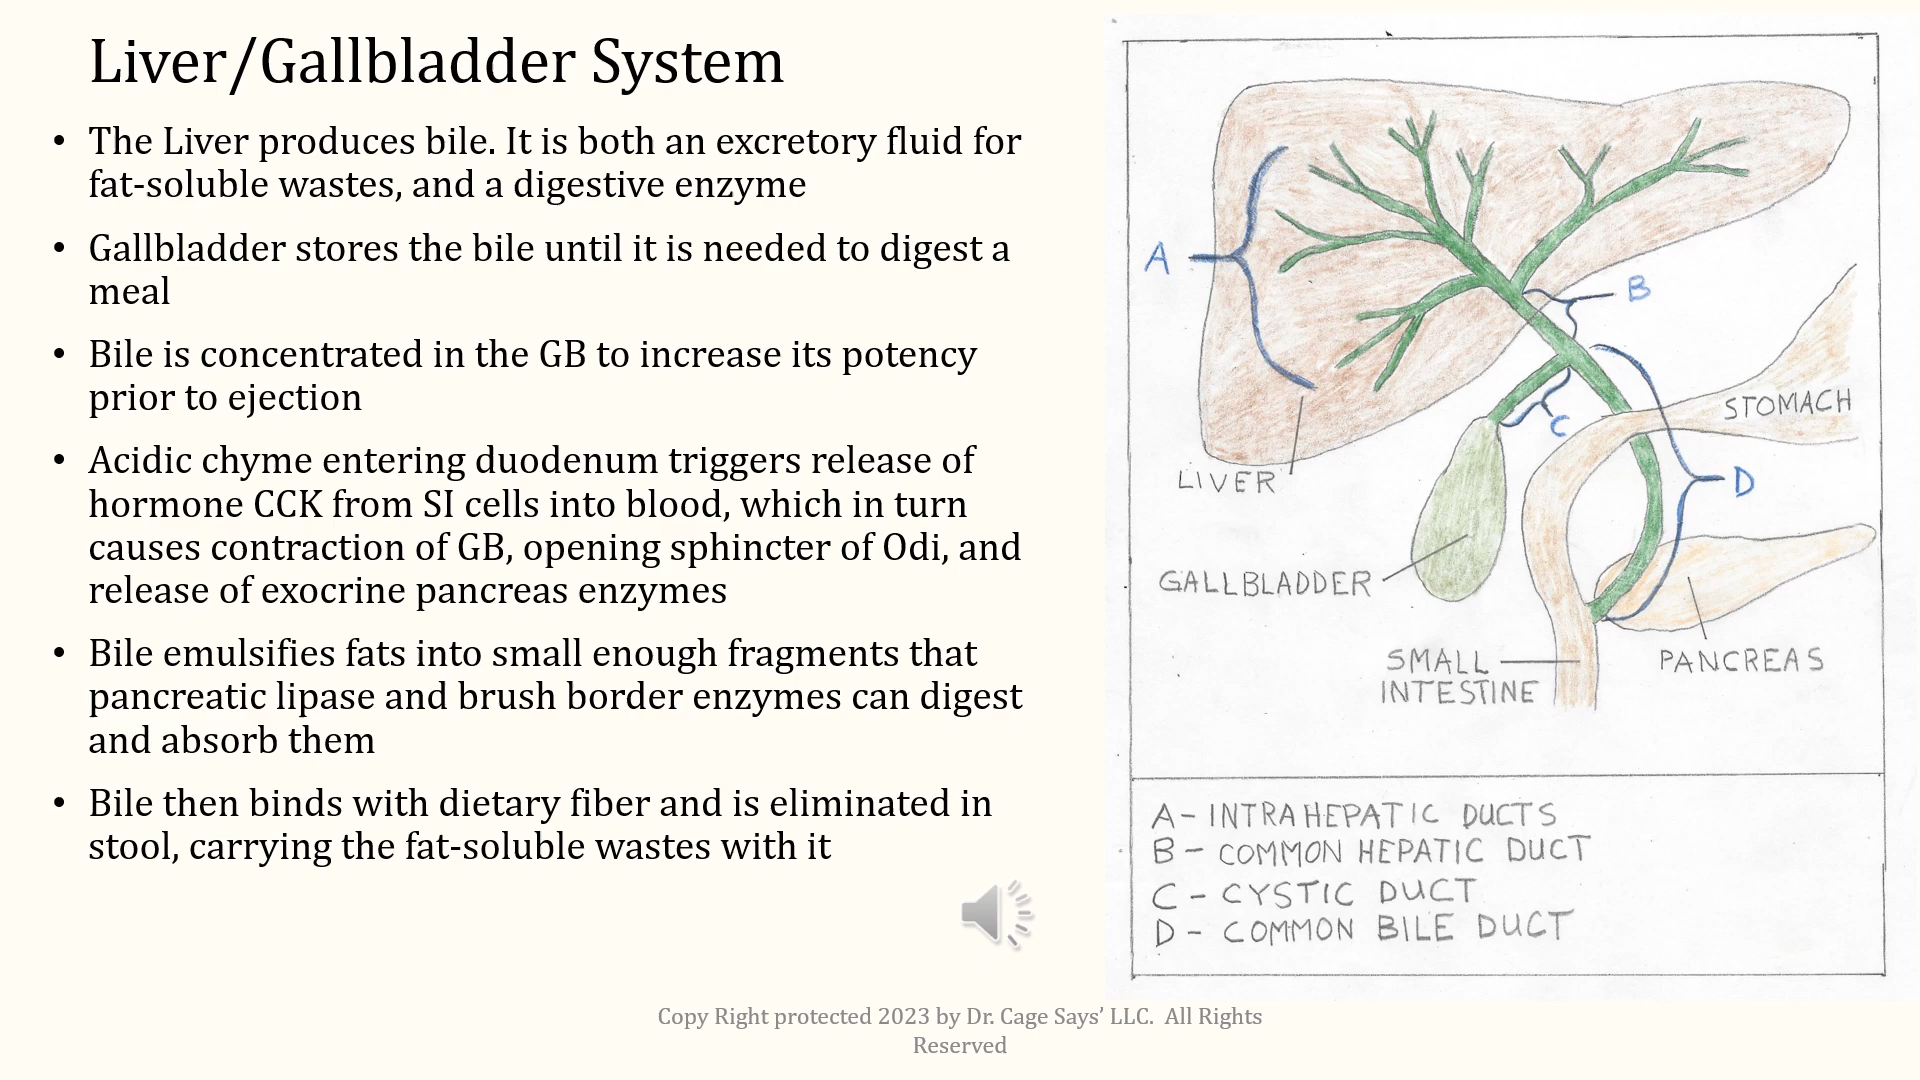 Liver/Gallbladder System
• The Liver produces bile. It is both an excretory fluid for
fat-soluble wastes, and a digestive enzyme
• Gallbladder stores the bile until it is needed to digest a
meal
• Bile is concentrated in the GB to increase its potency
prior to ejection
• Acidic chyme entering duodenum triggers release of
hormone CCK from SI cells into blood, which in turn
causes contraction of GB, opening sphincter of Odi, and
release of exocrine pancreas enzymes
• Bile emulsifies fats into small enough fragments that
pancreatic lipase and brush border enzymes can digest
and absorb them
• Bile then binds with dietary fiber and is eliminated in
stool, carrying the fat-soluble wastes with it
A
B
STOMACH
C
LIVER
D
GALLBLADDER
SMALL
INTESTINE
PANCREAS
A- INTRAHEPATIC DUCTS
B - COMMON HEPATIC DUCT
C - CYSTIC DUCT
D - COMMON BILE DUCT
Copy Right protected 2023 by Dr. Cage Says’ LLC. All Rights
Reserved